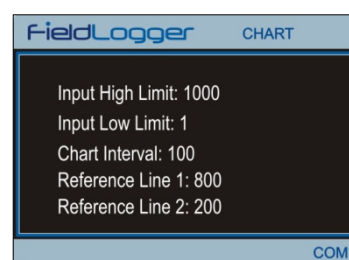 FieldLogger CHART
Input High Limit: 1000
Input Low Limit: 1
Chart Interval: 100
Reference Line 1: 800
Reference Line 2: 200
COM